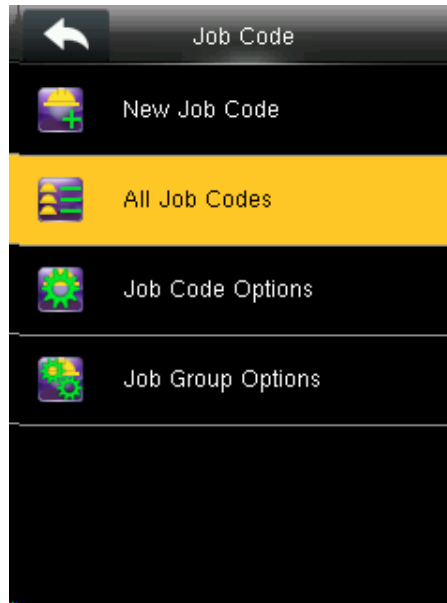 Job Code
New Job Code
All Job Codes
Job Code Options
Job Group Options